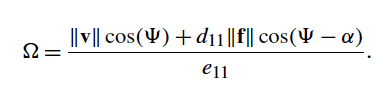 Ω = (‖v‖ cos(Ψ) + d₁₁‖f‖ cos(Ψ − α)) / e₁₁.